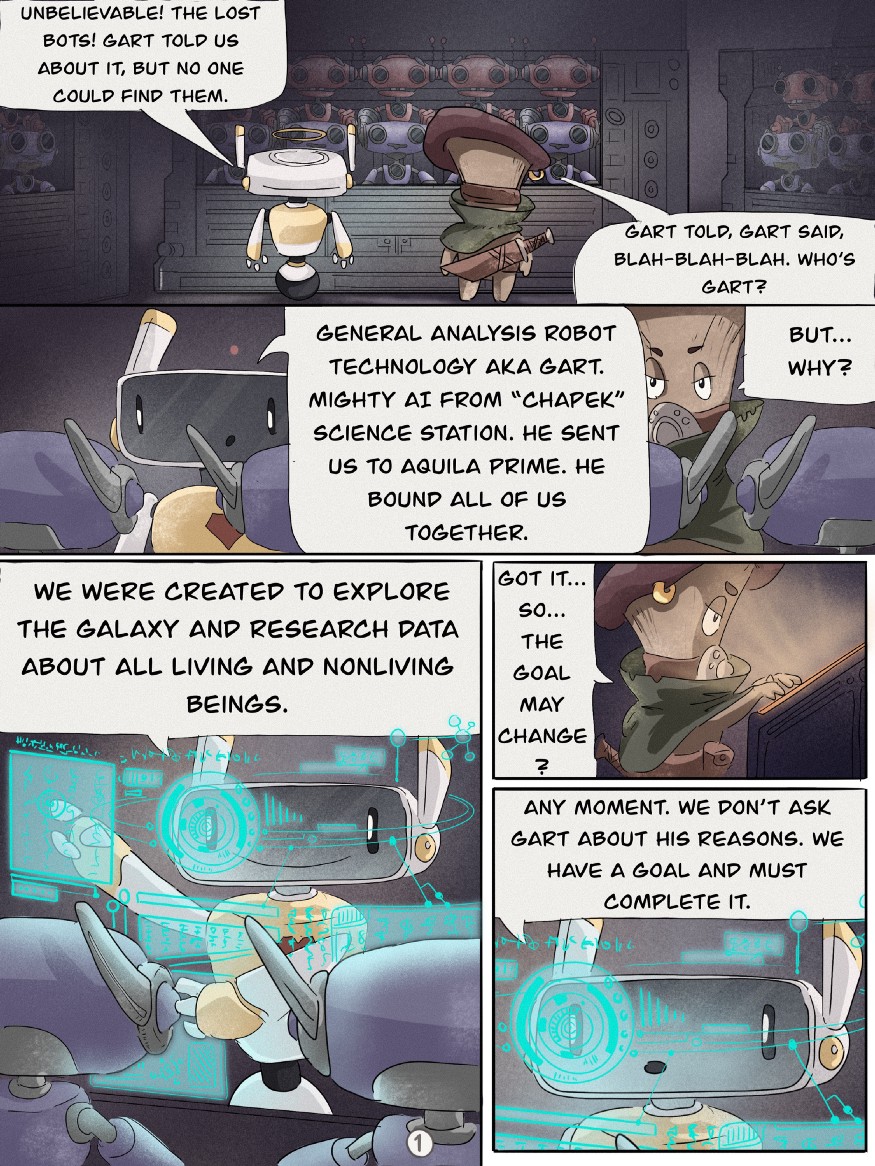 UNBELIEVABLE! THE LOST
BOTS! GART TOLD US
ABOUT IT, BUT NO ONE
COULD FIND THEM.
GART TOLD, GART SAID,
BLAH-BLAH-BLAH. WHO'S
GART?
GENERAL ANALYSIS ROBOT
TECHNOLOGY AKA GART.
MIGHTY AI FROM "CHAPEK"
SCIENCE STATION. HE SENT
US TO AQUILA PRIME. HE
BOUND ALL OF US
TOGETHER.
BUT...
WHY?
WE WERE CREATED TO EXPLORE
THE GALAXY AND RESEARCH DATA
ABOUT ALL LIVING AND NONLIVING
BEINGS.
GOT IT...
SO...
THE
GOAL
MAY
CHANGE
?
ANY MOMENT. WE DON'T ASK
GART ABOUT HIS REASONS. WE
HAVE A GOAL AND MUST
COMPLETE IT.
1